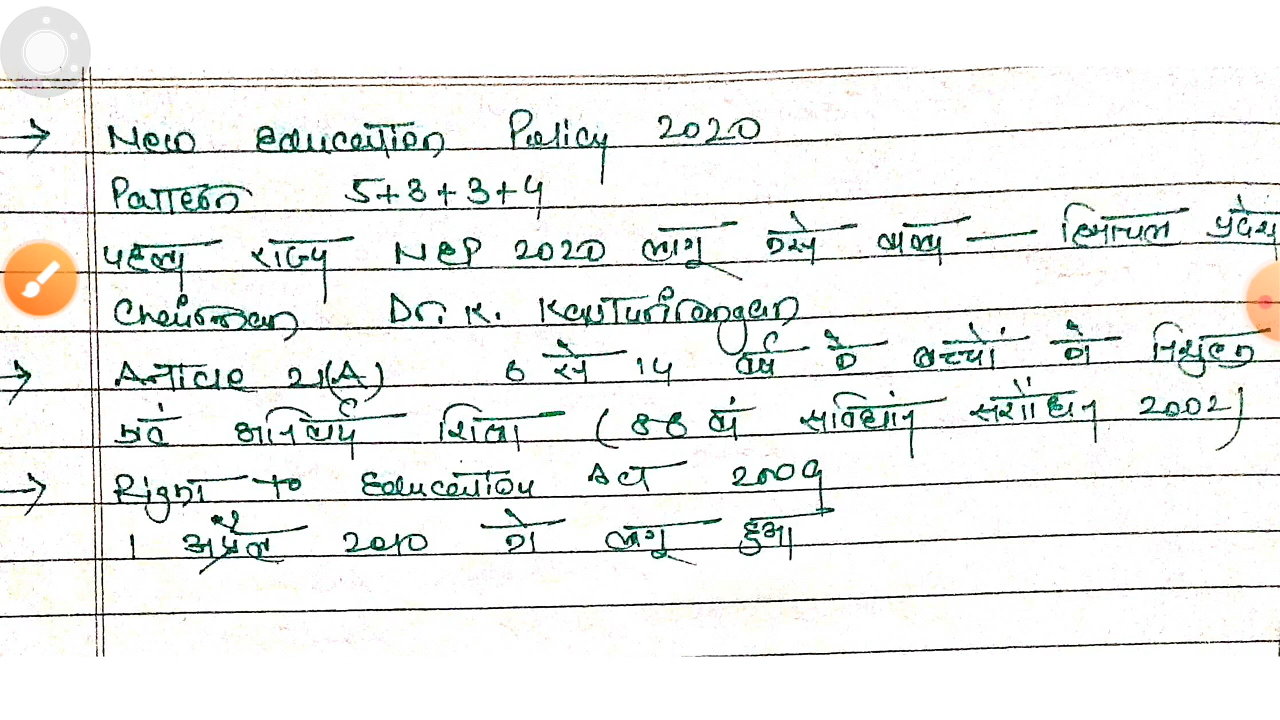 → New Education Policy 2020
Pattern 5+3+3+4
पहला राज्य NEP 2020 लागू करने वाला — हिमाचल प्रदेश
Chairman Dr. K. Kasturirangan
→ Article 21(A) 6 से 14 वर्ष के बच्चों को निशुल्क
एवं अनिवार्य शिक्षा (86 वां सविधांन संशोधन 2002)
→ Right to Education Act 2009
1 अप्रैल 2010 को लागू हुआ